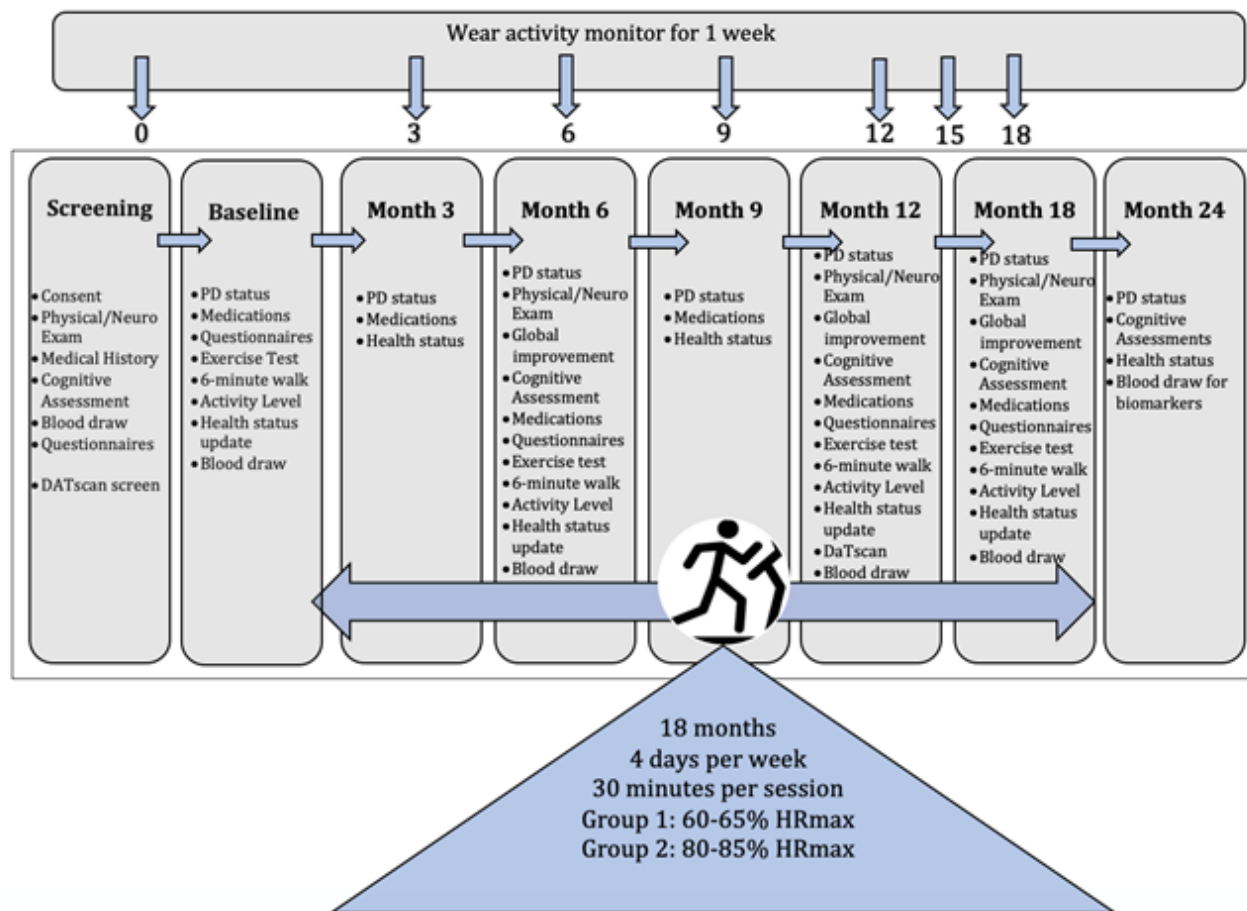 Wear activity monitor for 1 week
0
3
6
9
12
15
18
Screening
• Consent
• Physical/Neuro
Exam
• Medical History
• Cognitive
Assessment
• Blood draw
• Questionnaires
• DATscan screen
Baseline
• PD status
• Medications
• Questionnaires
• Exercise Test
• 6-minute walk
• Activity Level
• Health status
update
• Blood draw
Month 3
• PD status
• Medications
• Health status
Month 6
• PD status
• Physical/Neuro
Exam
• Global
improvement
• Cognitive
Assessment
• Medications
• Questionnaires
• Exercise test
• 6-minute walk
• Activity Level
• Health status
update
• Blood draw
Month 9
• PD status
• Medications
• Health status
Month 12
• PD status
• Physical/Neuro
Exam
• Global
improvement
• Cognitive
Assessment
• Medications
• Questionnaires
• Exercise test
• 6-minute walk
• Activity Level
• Health status
update
• DaTscan
• Blood draw
Month 18
• PD status
• Physical/Neuro
Exam
• Global
improvement
• Cognitive
Assessment
• Medications
• Questionnaires
• Exercise test
• 6-minute walk
• Activity Level
• Health status
update
• Blood draw
Month 24
• PD status
• Cognitive
Assessments
• Health status
• Blood draw for
biomarkers
18 months
4 days per week
30 minutes per session
Group 1: 60-65% HRmax
Group 2: 80-85% HRmax